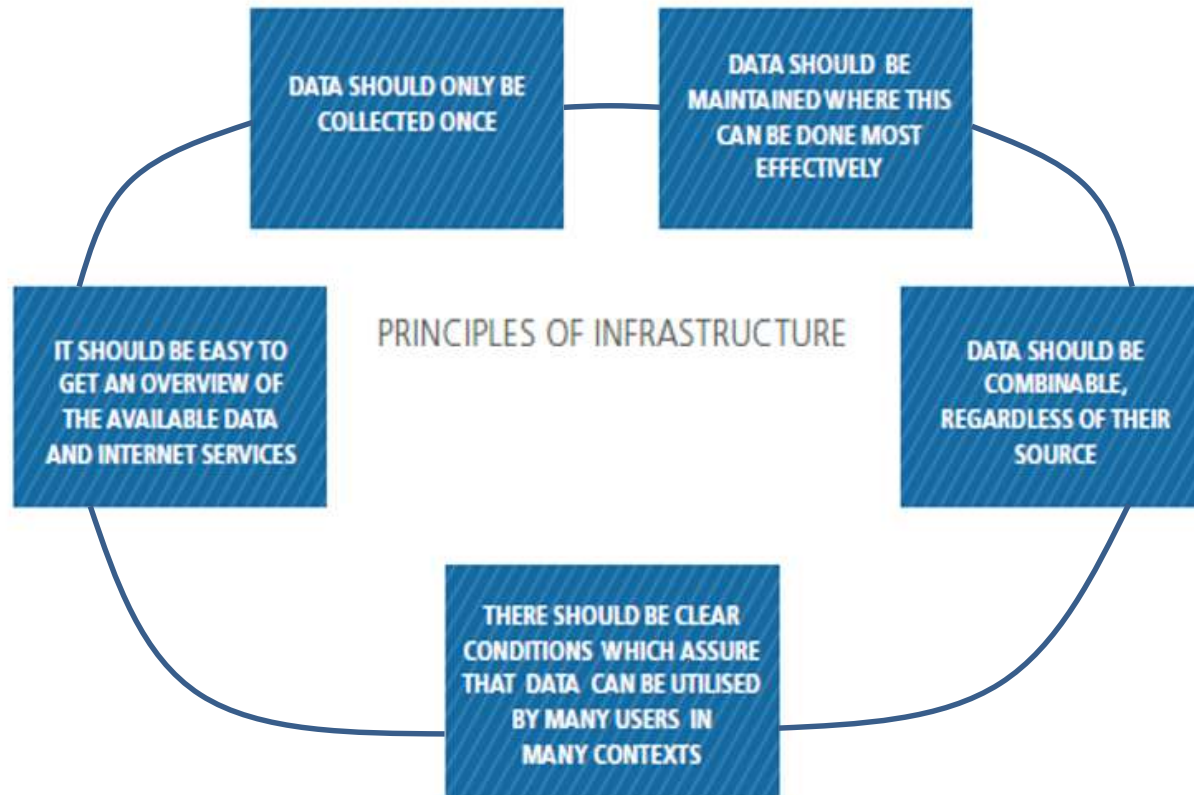 DATA SHOULD ONLY BE
COLLECTED ONCE
DATA SHOULD BE
MAINTAINED WHERE THIS
CAN BE DONE MOST
EFFECTIVELY
IT SHOULD BE EASY TO
GET AN OVERVIEW OF
THE AVAILABLE DATA
AND INTERNET SERVICES
PRINCIPLES OF INFRASTRUCTURE
DATA SHOULD BE
COMBINABLE,
REGARDLESS OF THEIR
SOURCE
THERE SHOULD BE CLEAR
CONDITIONS WHICH ASSURE
THAT DATA CAN BE UTILISED
BY MANY USERS IN
MANY CONTEXTS